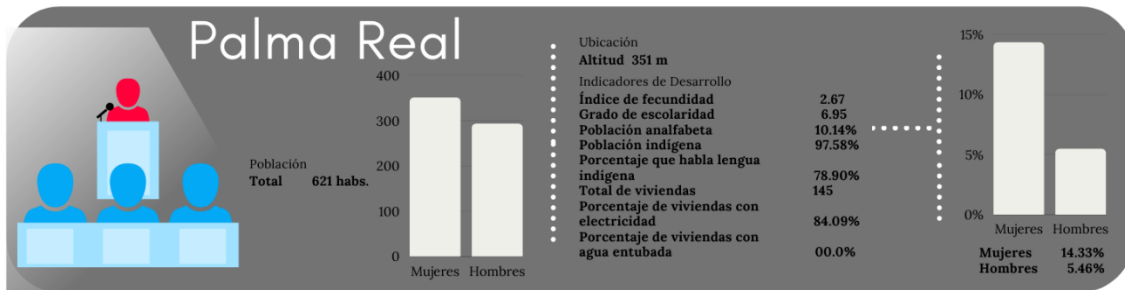 Palma Real
Población
Total 621 habs.
400
300
200
100
0
Mujeres Hombres
Ubicación
Altitud 351 m
Indicadores de Desarrollo
Índice de fecundidad 2.67
Grado de escolaridad 6.95
Población analfabeta 10.14%
Población indígena 97.58%
Porcentaje que habla lengua
indígena 78.90%
Total de viviendas 145
Porcentaje de viviendas con
electricidad 84.09%
Porcentaje de viviendas con
agua entubada 00.0%
15%
10%
5%
0%
Mujeres Hombres
Mujeres 14.33%
Hombres 5.46%